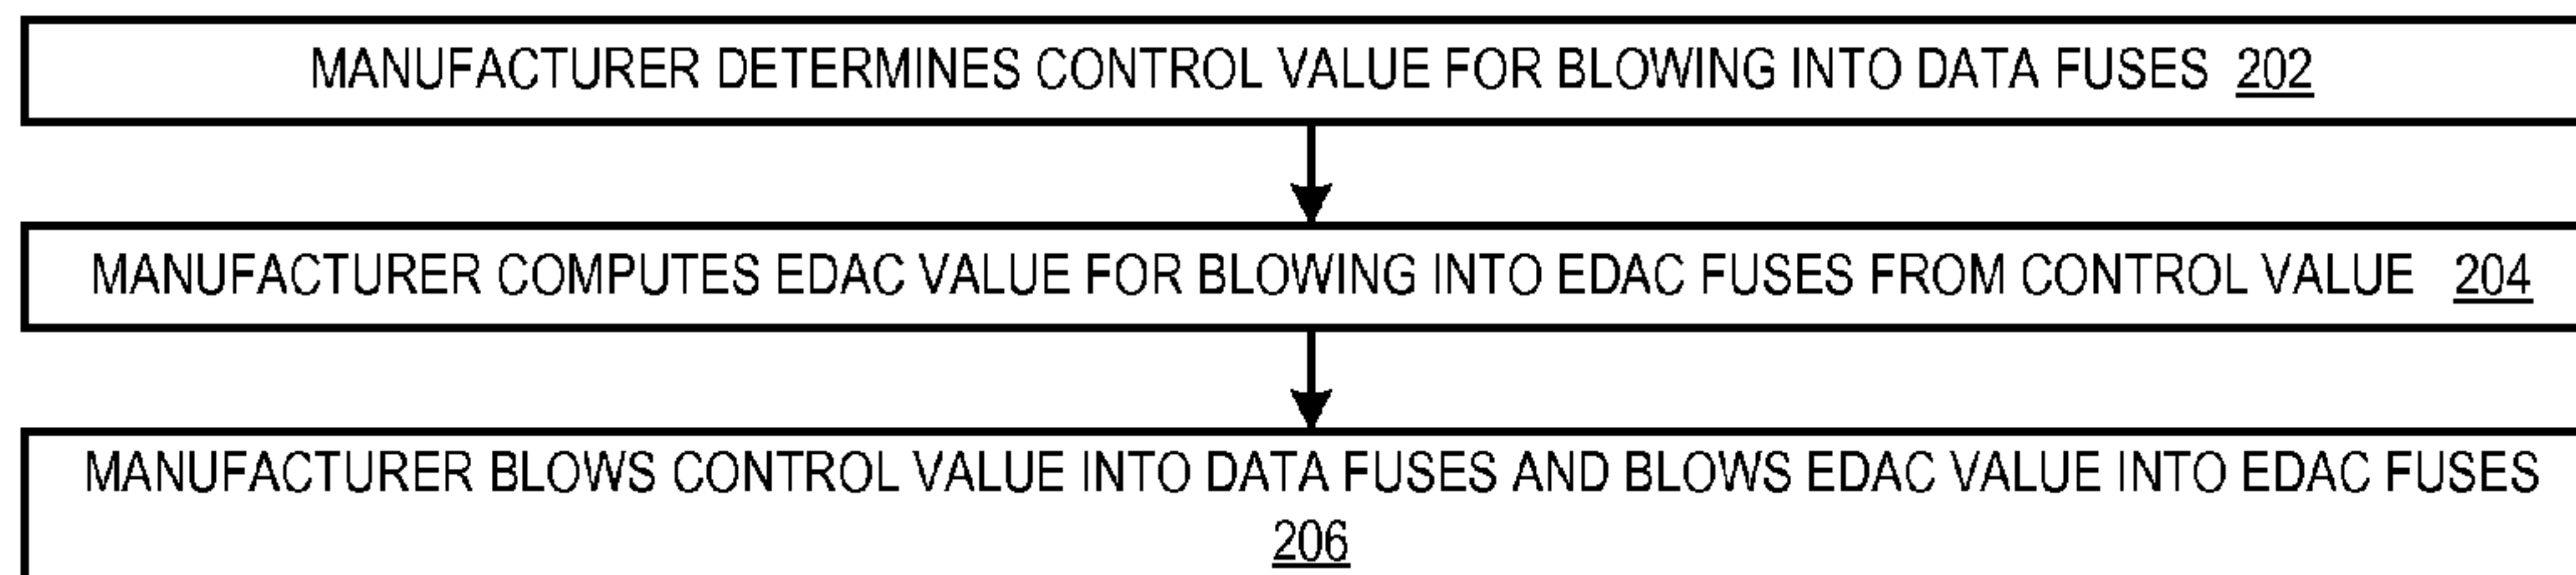 MANUFACTURER DETERMINES CONTROL VALUE FOR BLOWING INTO DATA FUSES 202
MANUFACTURER COMPUTES EDAC VALUE FOR BLOWING INTO EDAC FUSES FROM CONTROL VALUE 204
MANUFACTURER BLOWS CONTROL VALUE INTO DATA FUSES AND BLOWS EDAC VALUE INTO EDAC FUSES
206